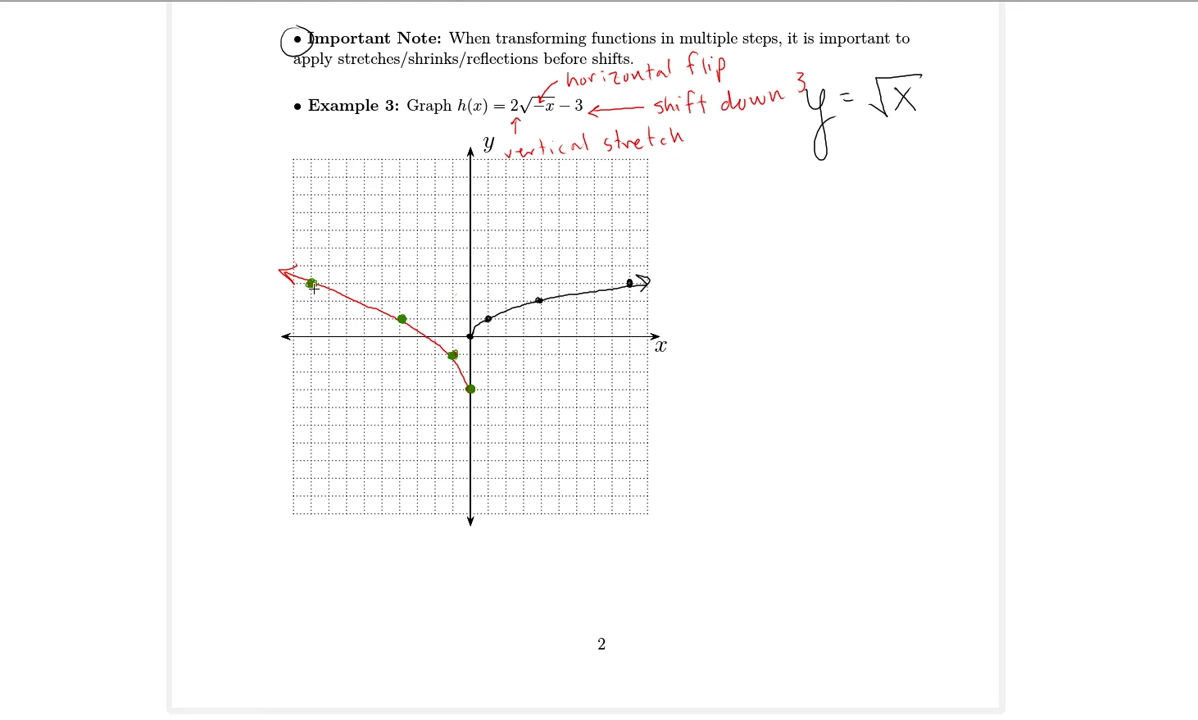 • Important Note: When transforming functions in multiple steps, it is important to
apply stretches/shrinks/reflections before shifts.
horizontal flip
• Example 3: Graph h(x) = 2√−x − 3
shift down 3
y = √x
vertical stretch
y
x
2